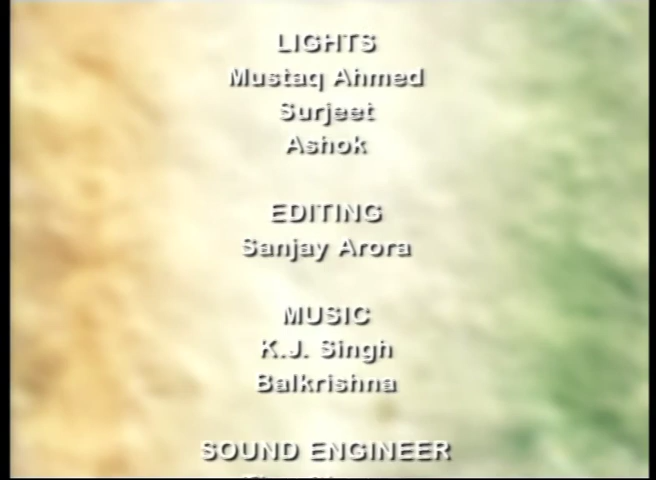 LIGHTS
Mustaq Ahmed
Surjeet
Ashok
EDITING
Sanjay Arora
MUSIC
K.J. Singh
Balkrishna
SOUND ENGINEER